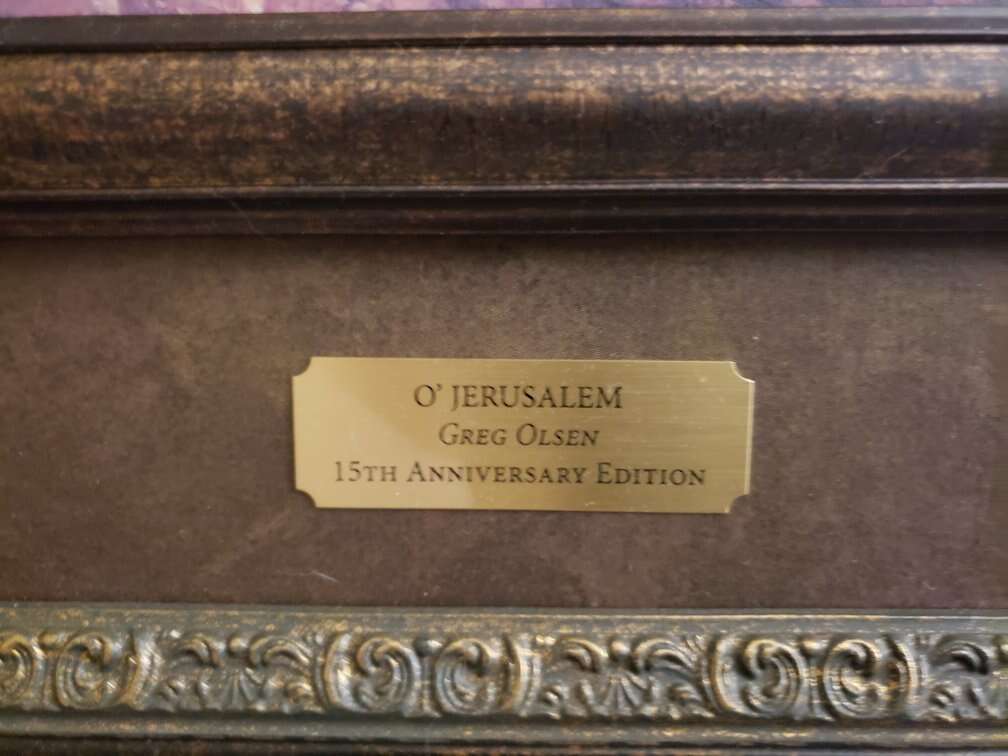 O' JERUSALEM
GREG OLSEN
15TH ANNIVERSARY EDITION